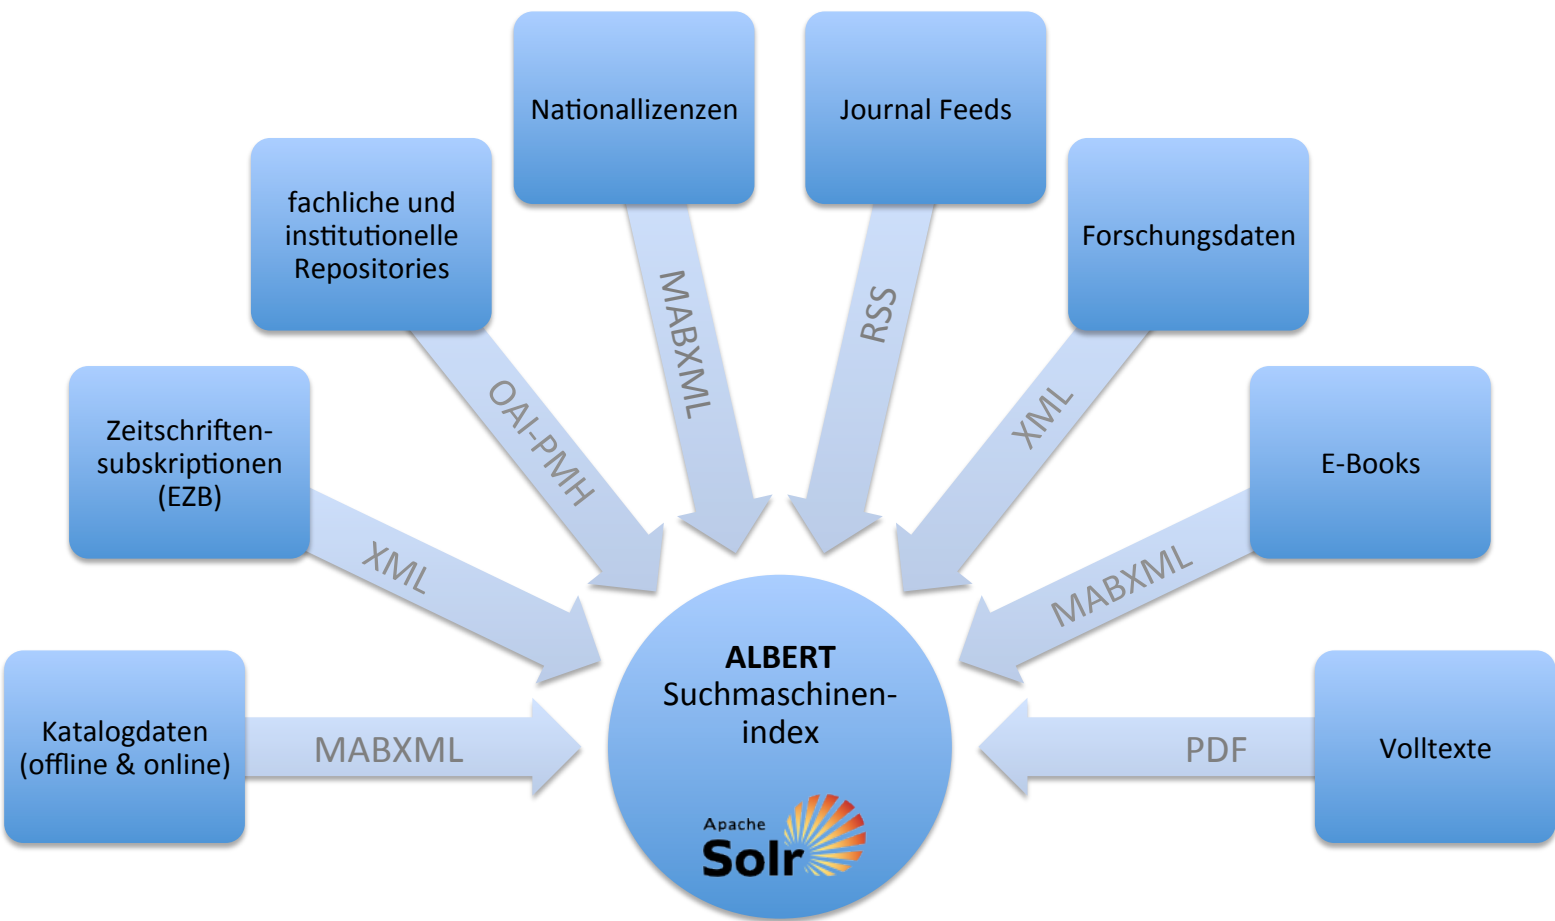 Nationallizenzen
Journal Feeds
fachliche und
institutionelle
Repositories
Forschungsdaten
MABXML
RSS
OAI-PMH
XML
Zeitschriften-
subskriptionen
(EZB)
E-Books
XML
MABXML
ALBERT
Suchmaschinen-
index
Katalogdaten
(offline & online)
MABXML
PDF
Volltexte
Apache
Solr